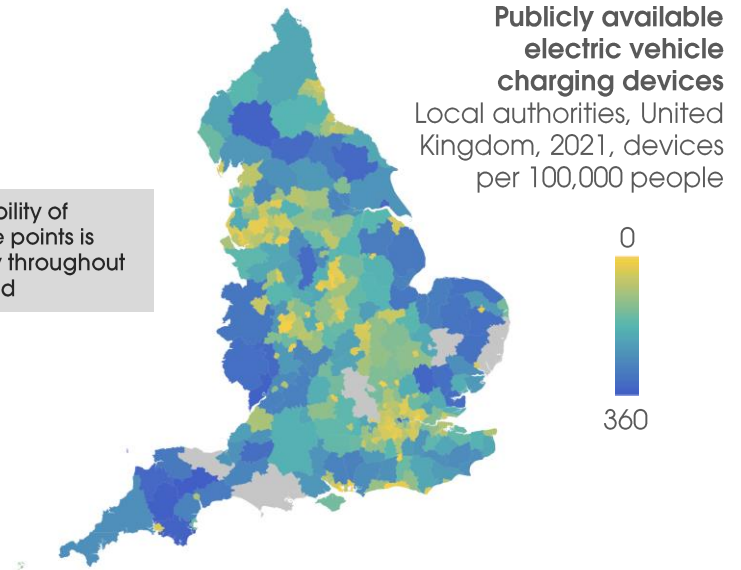 Publicly available
electric vehicle
charging devices
Local authorities, United
Kingdom, 2021, devices
per 100,000 people
points is
throughout
0
360